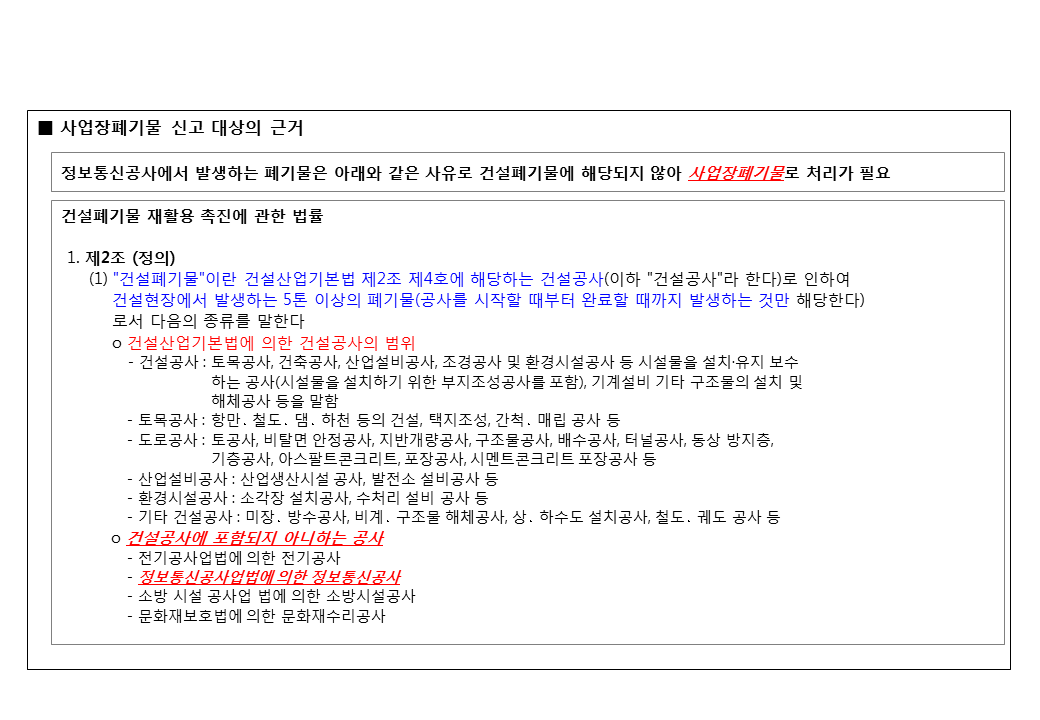 ■ 사업장폐기물 신고 대상의 근거
정보통신공사에서 발생하는 폐기물은 아래와 같은 사유로 건설폐기물에 해당되지 않아 사업장폐기물로 처리가 필요
건설폐기물 재활용 촉진에 관한 법률
1. 제2조 (정의)
(1) "건설폐기물"이란 건설산업기본법 제2조 제4호에 해당하는 건설공사(이하 "건설공사"라 한다)로 인하여
건설현장에서 발생하는 5톤 이상의 폐기물(공사를 시작할 때부터 완료할 때까지 발생하는 것만 해당한다)
로서 다음의 종류를 말한다
o 건설산업기본법에 의한 건설공사의 범위
- 건설공사 : 토목공사, 건축공사, 산업설비공사, 조경공사 및 환경시설공사 등 시설물을 설치·유지 보수
하는 공사(시설물을 설치하기 위한 부지조성공사를 포함), 기계설비 기타 구조물의 설치 및
해체공사 등을 말함
- 토목공사 : 항만. 철도. 댐. 하천 등의 건설, 택지조성, 간척. 매립 공사 등
- 도로공사 : 토공사, 비탈면 안정공사, 지반개량공사, 구조물공사, 배수공사, 터널공사, 동상 방지층,
기층공사, 아스팔트콘크리트, 포장공사, 시멘트콘크리트 포장공사 등
- 산업설비공사 : 산업생산시설 공사, 발전소 설비공사 등
- 환경시설공사 : 소각장 설치공사, 수처리 설비 공사 등
- 기타 건설공사 : 미장. 방수공사, 비계. 구조물 해체공사, 상. 하수도 설치공사, 철도. 궤도 공사 등
o 건설공사에 포함되지 아니하는 공사
- 전기공사업법에 의한 전기공사
- 정보통신공사업법에 의한 정보통신공사
- 소방 시설 공사업 법에 의한 소방시설공사
- 문화재보호법에 의한 문화재수리공사